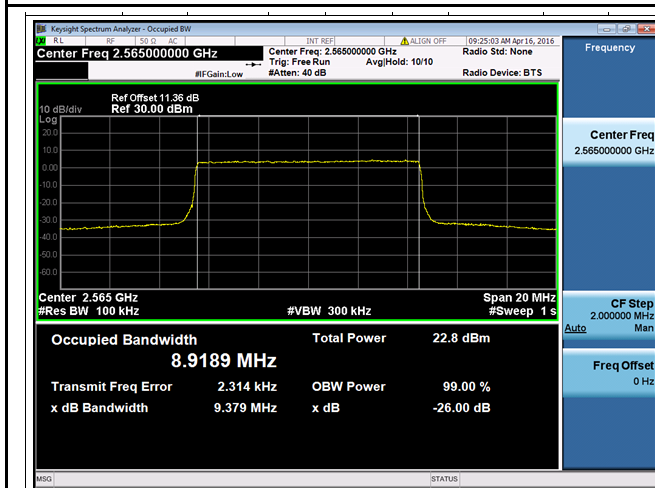 Keysight Spectrum Analyzer - Occupied BW
RL RF 50 Ω AC INT REF ALIGN OFF 09:25:03 AM Apr 16, 2016
Center Freq 2.565000000 GHz
Center Freq: 2.565000000 GHz Radio Std: None
Trig: Free Run Avg|Hold: 10/10
#IFGain:Low #Atten: 40 dB Radio Device: BTS
Ref Offset 11.36 dB
10 dB/div Ref 30.00 dBm
Log
20.0
10.0
0.00
-10.0
-20.0
-30.0
-40.0
-50.0
-60.0
Center 2.565 GHz Span 20 MHz
#Res BW 100 kHz #VBW 300 kHz #Sweep 1 s
Occupied Bandwidth Total Power 22.8 dBm
8.9189 MHz
Transmit Freq Error 2.314 kHz OBW Power 99.00 %
x dB Bandwidth 9.379 MHz x dB -26.00 dB
MSG STATUS
Frequency
Center Freq
2.565000000 GHz
CF Step
2.000000 MHz
Auto Man
Freq Offset
0 Hz